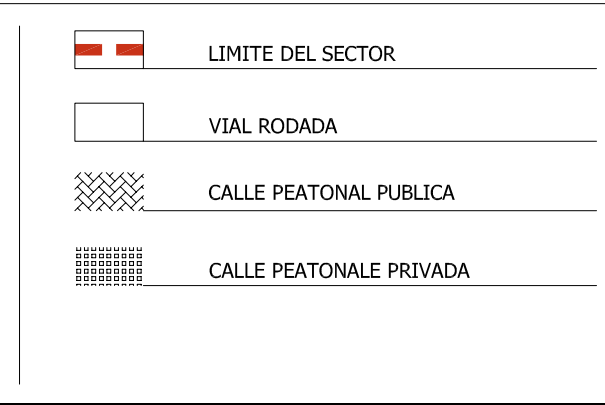 LIMITE DEL SECTOR
VIAL RODADA
CALLE PEATONAL PUBLICA
CALLE PEATONALE PRIVADA